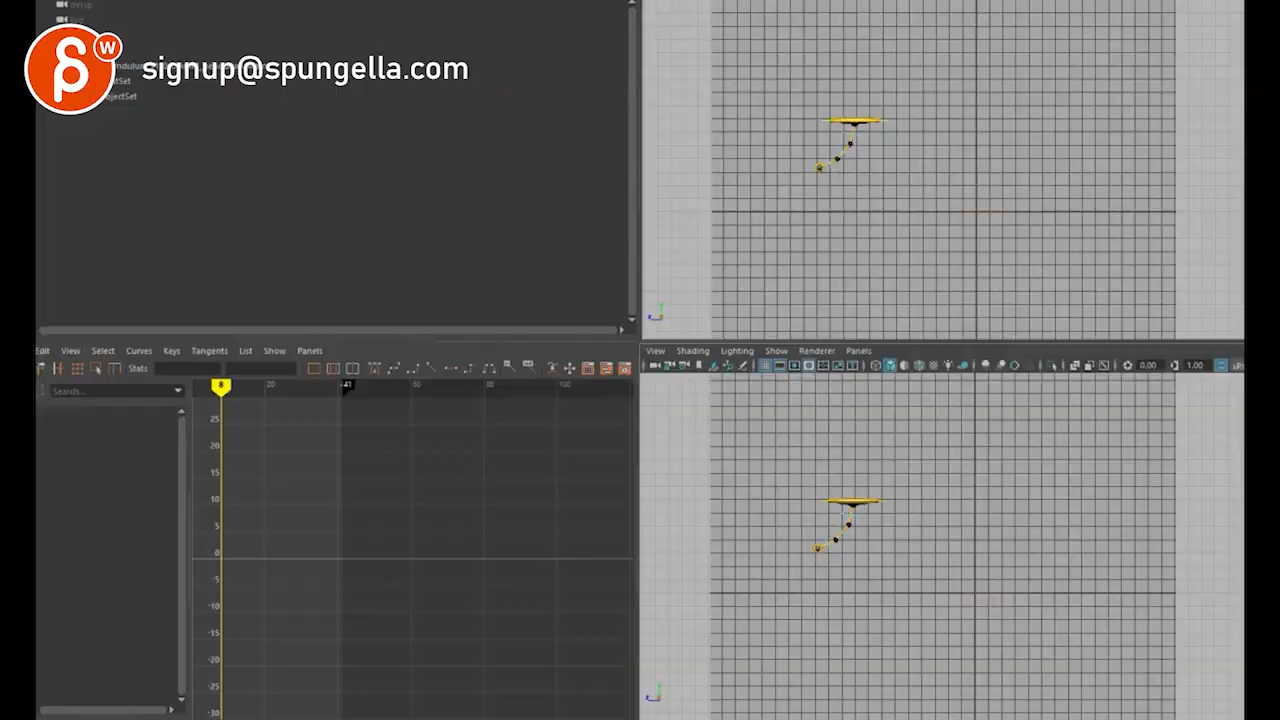 persp
W
signup@spungella.com
Edit View Select Curves Keys Tangents List Show Panels
View Shading Lighting Show Renderer Panels
Stats
0.00 1.00
Search...
8 20 41 60 80 100
25
20
15
10
5
0
-5
-10
-15
-20
-25
-30